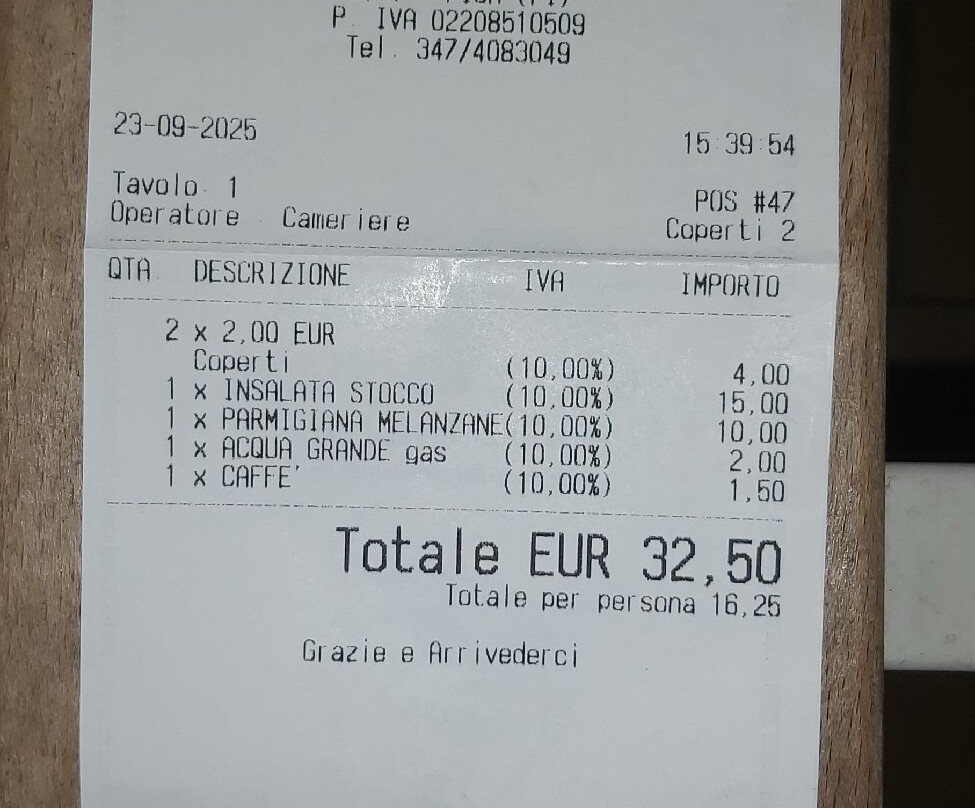 P. IVA 02208510509
Tel. 347/4083049
23-09-2025 15:39:54
Tavolo: 1 POS #47
Operatore Cameriere Coperti 2
QTA. DESCRIZIONE IVA IMPORTO
2 x 2,00 EUR
Coperti (10,00%) 4,00
1 x INSALATA STOCCO (10,00%) 15,00
1 x PARMIGIANA MELANZANE(10,00%) 10,00
1 x ACQUA GRANDE gas (10,00%) 2,00
1 x CAFFE' (10,00%) 1,50
Totale EUR 32,50
Totale per persona 16,25
Grazie e Arrivederci